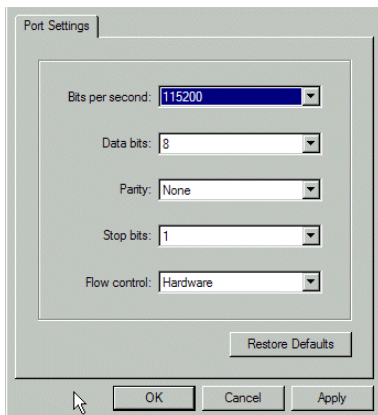 Port Settings
Bits per second: 115200
Data bits: 8
Parity: None
Stop bits: 1
Flow control: Hardware
Restore Defaults
OK Cancel Apply